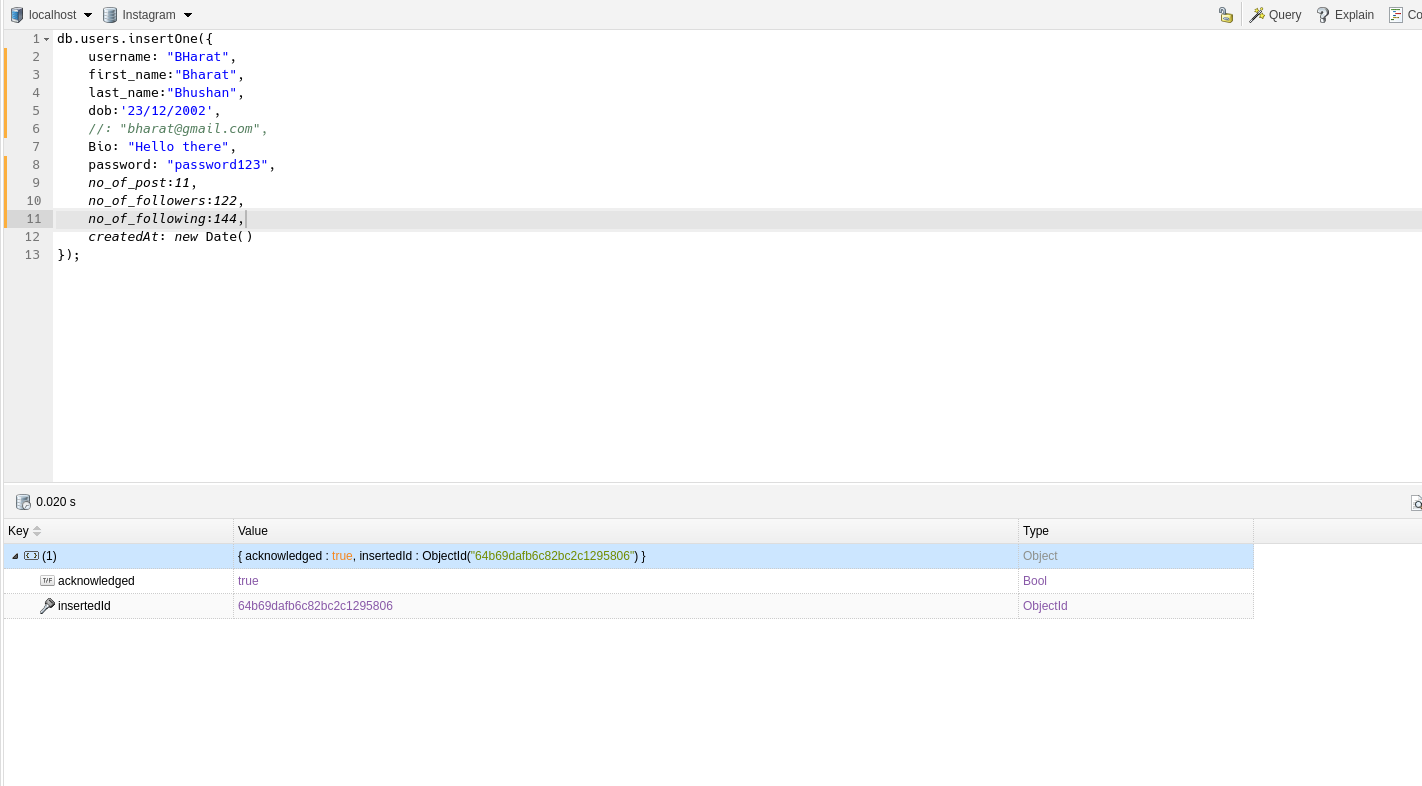 localhost Instagram Query Explain Co
1 db.users.insertOne({
2 username: "BHarat",
3 first_name:"Bharat",
4 last_name:"Bhushan",
5 dob:'23/12/2002',
6 //: "bharat@gmail.com",
7 Bio: "Hello there",
8 password: "password123",
9 no_of_post:11,
10 no_of_followers:122,
11 no_of_following:144,
12 createdAt: new Date()
13 });
0.020 s
Key Value Type
(1) { acknowledged : true, insertedId : ObjectId("64b69dafb6c82bc2c1295806") } Object
T/F acknowledged true Bool
insertedId 64b69dafb6c82bc2c1295806 ObjectId